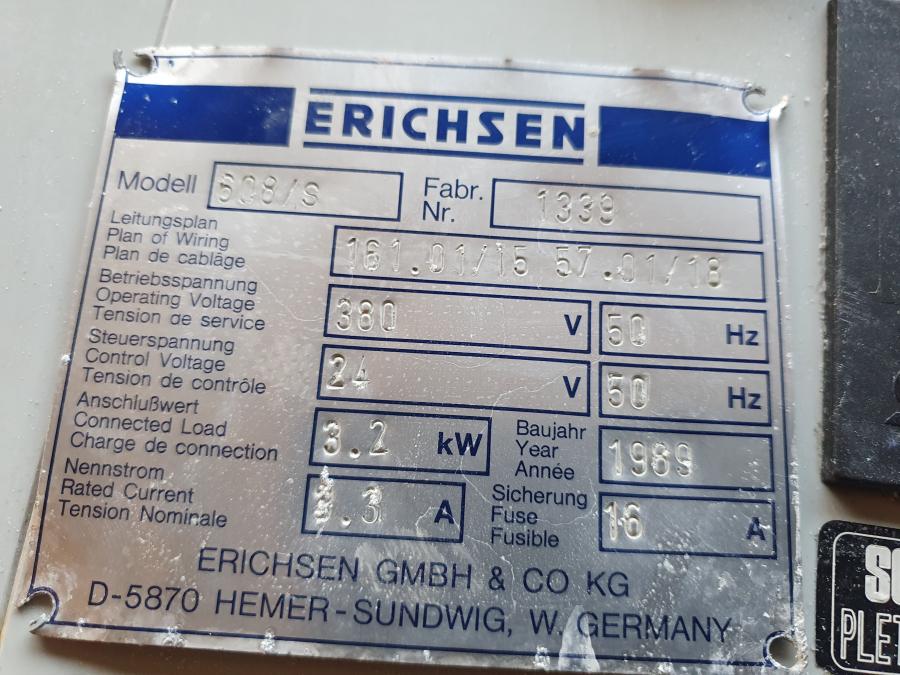 ERICHSEN
Modell 608/S Fabr. Nr. 1339
Leitungsplan
Plan of Wiring 161.01/15 57.01/18
Plan de cablàge
Betriebsspannung
Operating Voltage 380 V 50 Hz
Tension de service
Steuerspannung
Control Voltage 24 V 50 Hz
Tension de contrôle
Anschlußwert
Connected Load 3.2 kW
Charge de connection
Baujahr
Year 1989
Année
Nennstrom
Rated Current A
Tension Nominale
Sicherung
Fuse 16 A
Fusible
ERICHSEN GMBH & CO KG
D-5870 HEMER-SUNDWIG, W. GERMANY